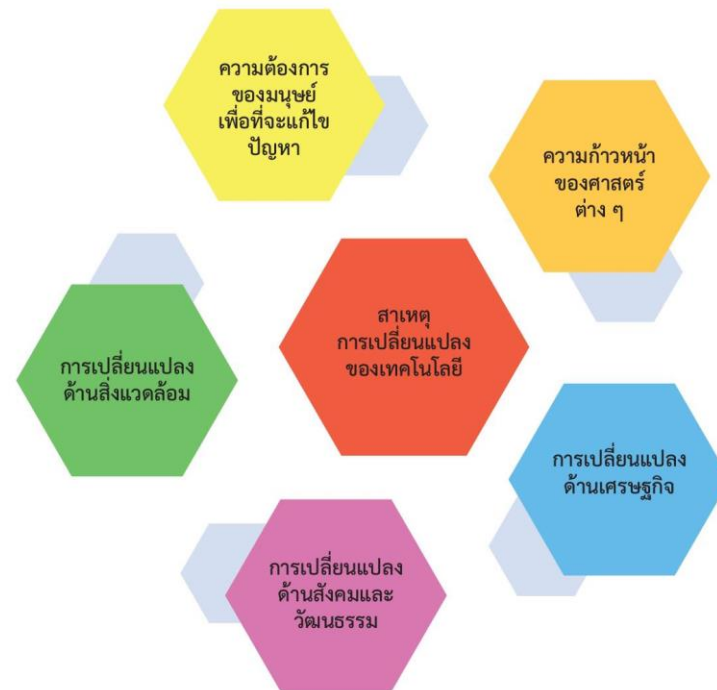 ความต้องการ
ของมนุษย์
เพื่อที่จะแก้ไข
ปัญหา
ความก้าวหน้า
ของศาสตร์
ต่าง ๆ
สาเหตุ
การเปลี่ยนแปลง
ของเทคโนโลยี
การเปลี่ยนแปลง
ด้านสิ่งแวดล้อม
การเปลี่ยนแปลง
ด้านเศรษฐกิจ
การเปลี่ยนแปลง
ด้านสังคมและ
วัฒนธรรม